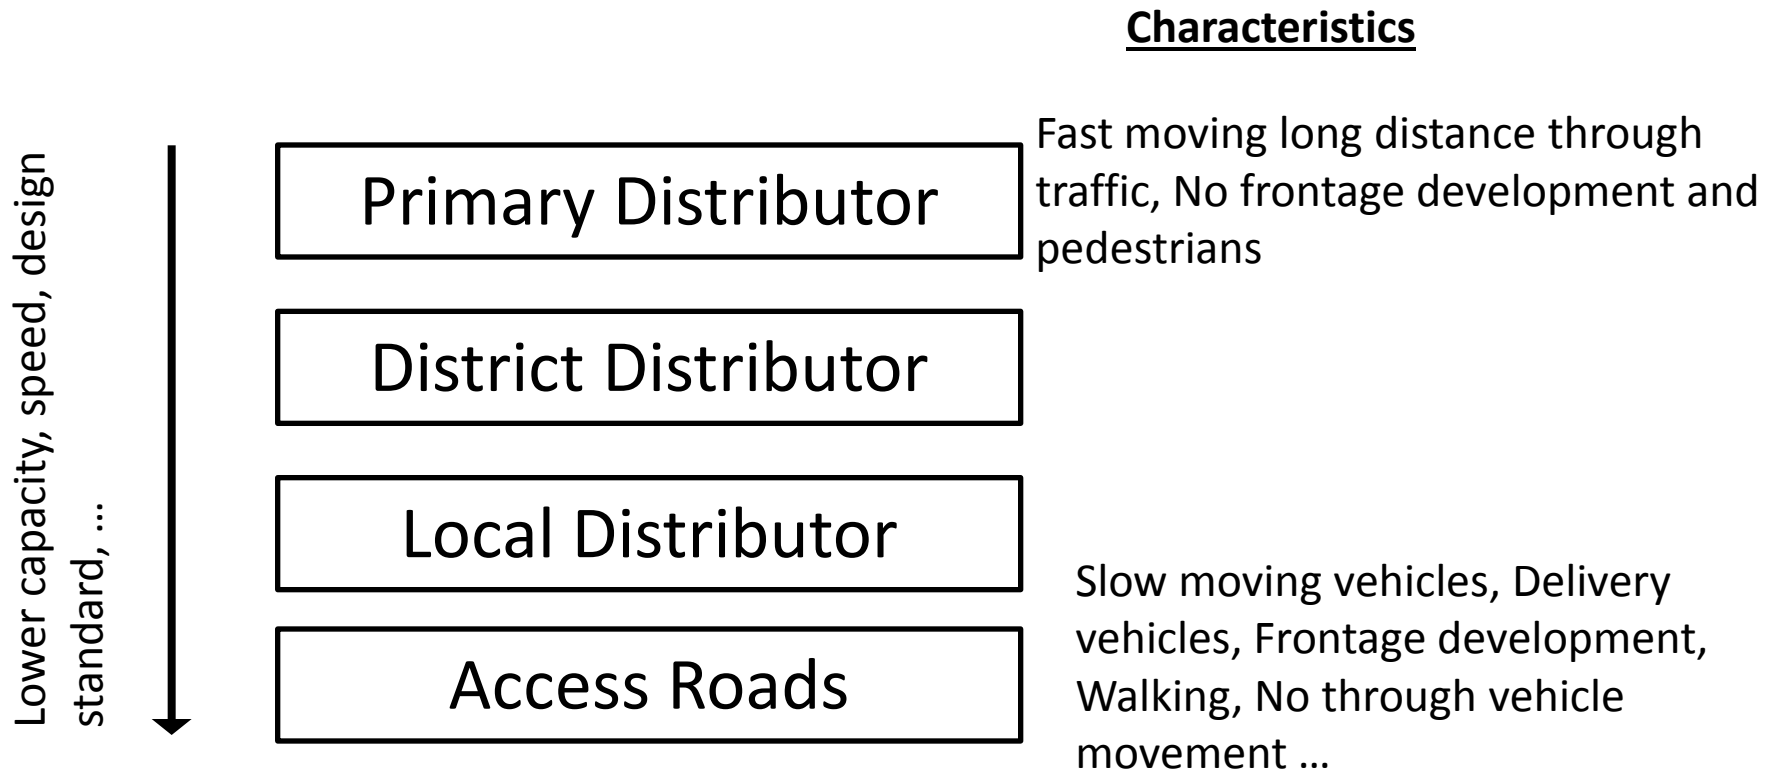 Characteristics
Lower capacity, speed, design
standard, ...
Primary Distributor
Fast moving long distance through
traffic, No frontage development and
pedestrians
District Distributor
Local Distributor
Access Roads
Slow moving vehicles, Delivery
vehicles, Frontage development,
Walking, No through vehicle
movement ...